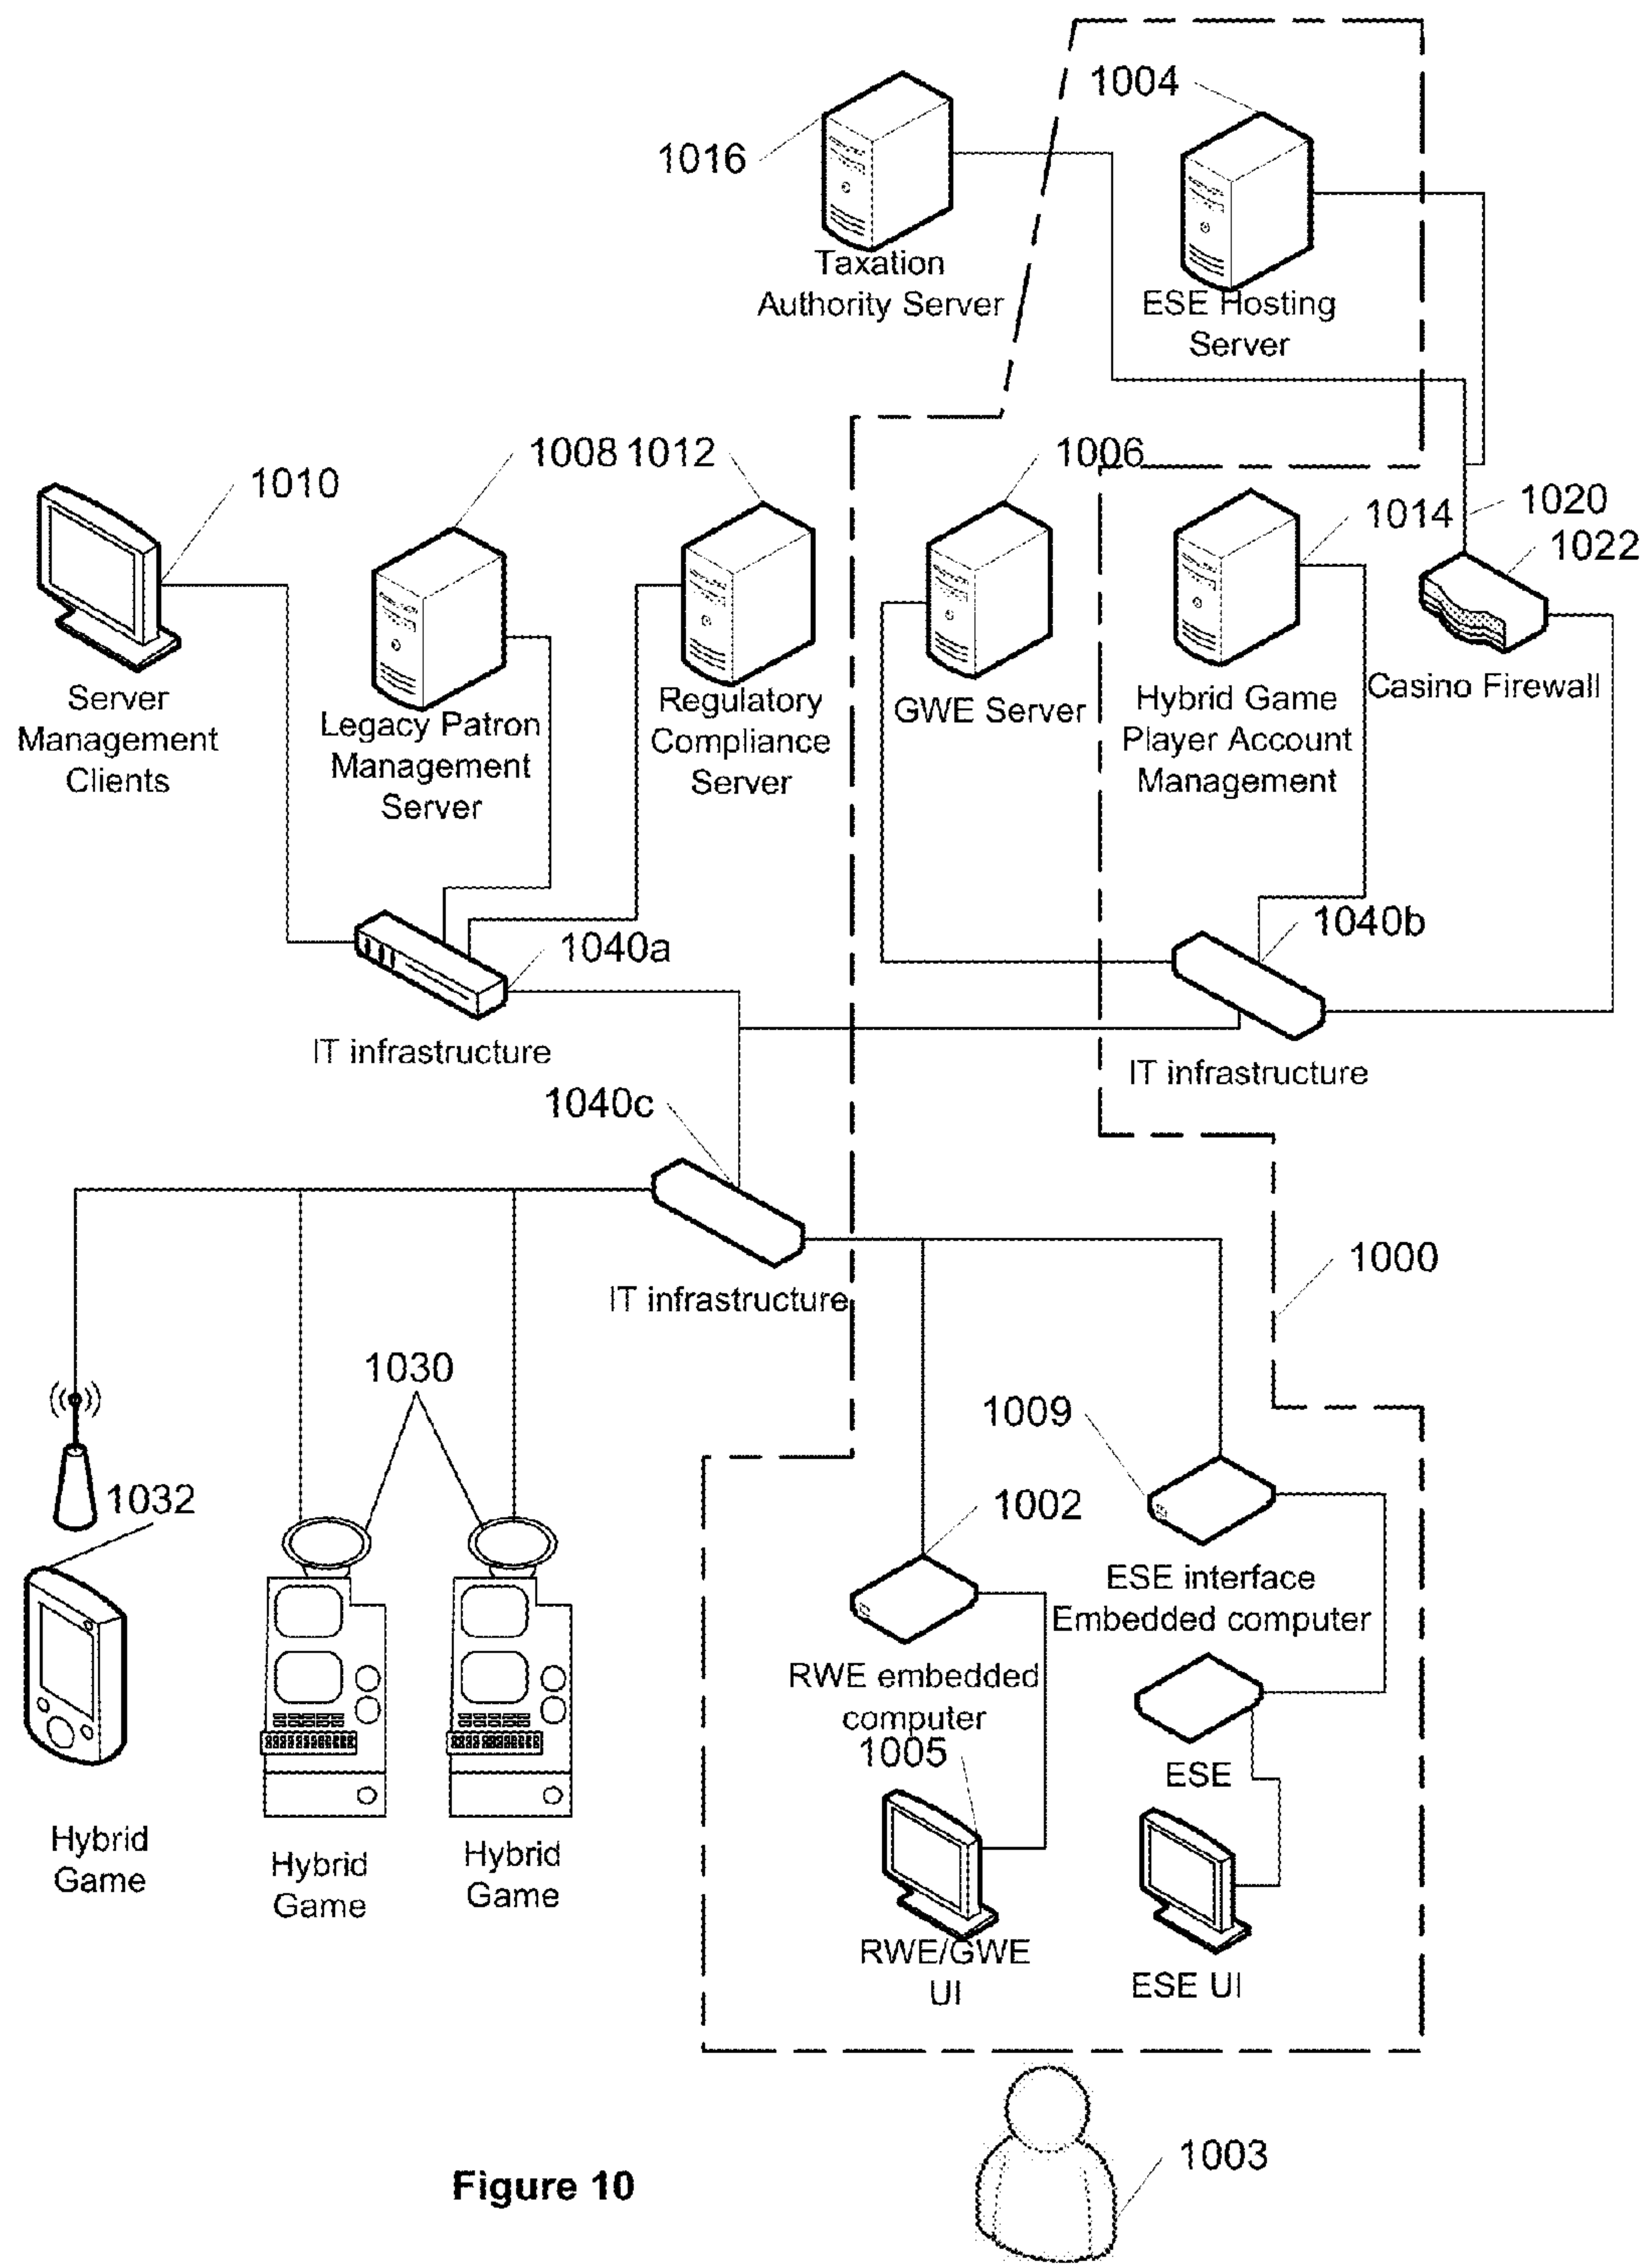 1004
1016
Taxation
Authority Server
ESE Hosting
Server
1010
1008
1012
1006
1014
1020
1022
Server
Management
Clients
Legacy Patron
Management
Server
Regulatory
Compliance
Server
GWE Server
Hybrid Game
Player Account
Management
Casino Firewall
1040a
1040b
IT infrastructure
IT infrastructure
1040c
IT infrastructure
1000
1030
1009
1032
1002
ESE interface
Embedded computer
RWE embedded
computer
1005
ESE
Hybrid
Game
Hybrid
Game
Hybrid
Game
RWE/GWE
UI
ESE UI
1003
Figure 10